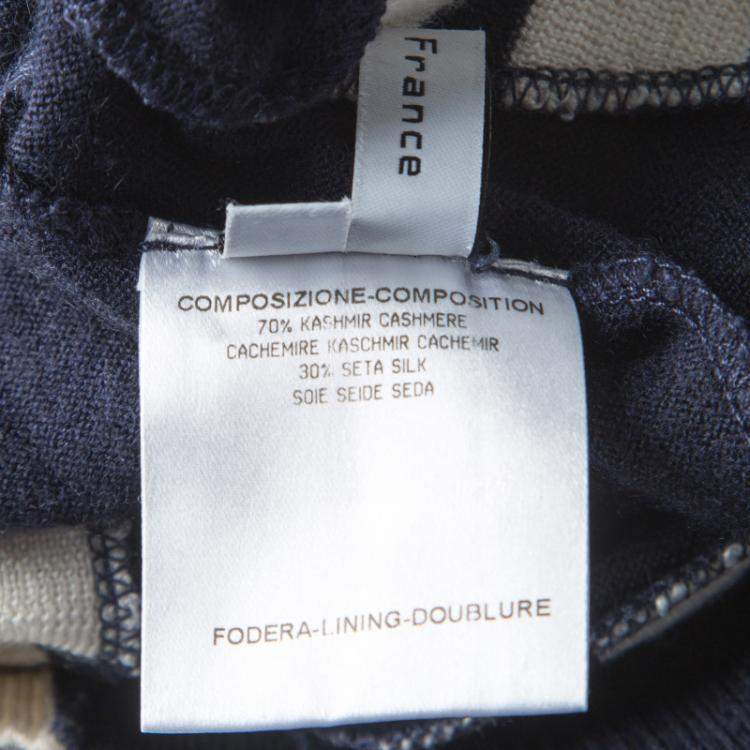 France
COMPOSIZIONE-COMPOSITION
70% KASHMIR CASHMERE
CACHEMIRE KASCHMIR CACHEMIR
30% SETA SILK
SOIE SEIDE SEDA
FODERA-LINING-DOUBLURE